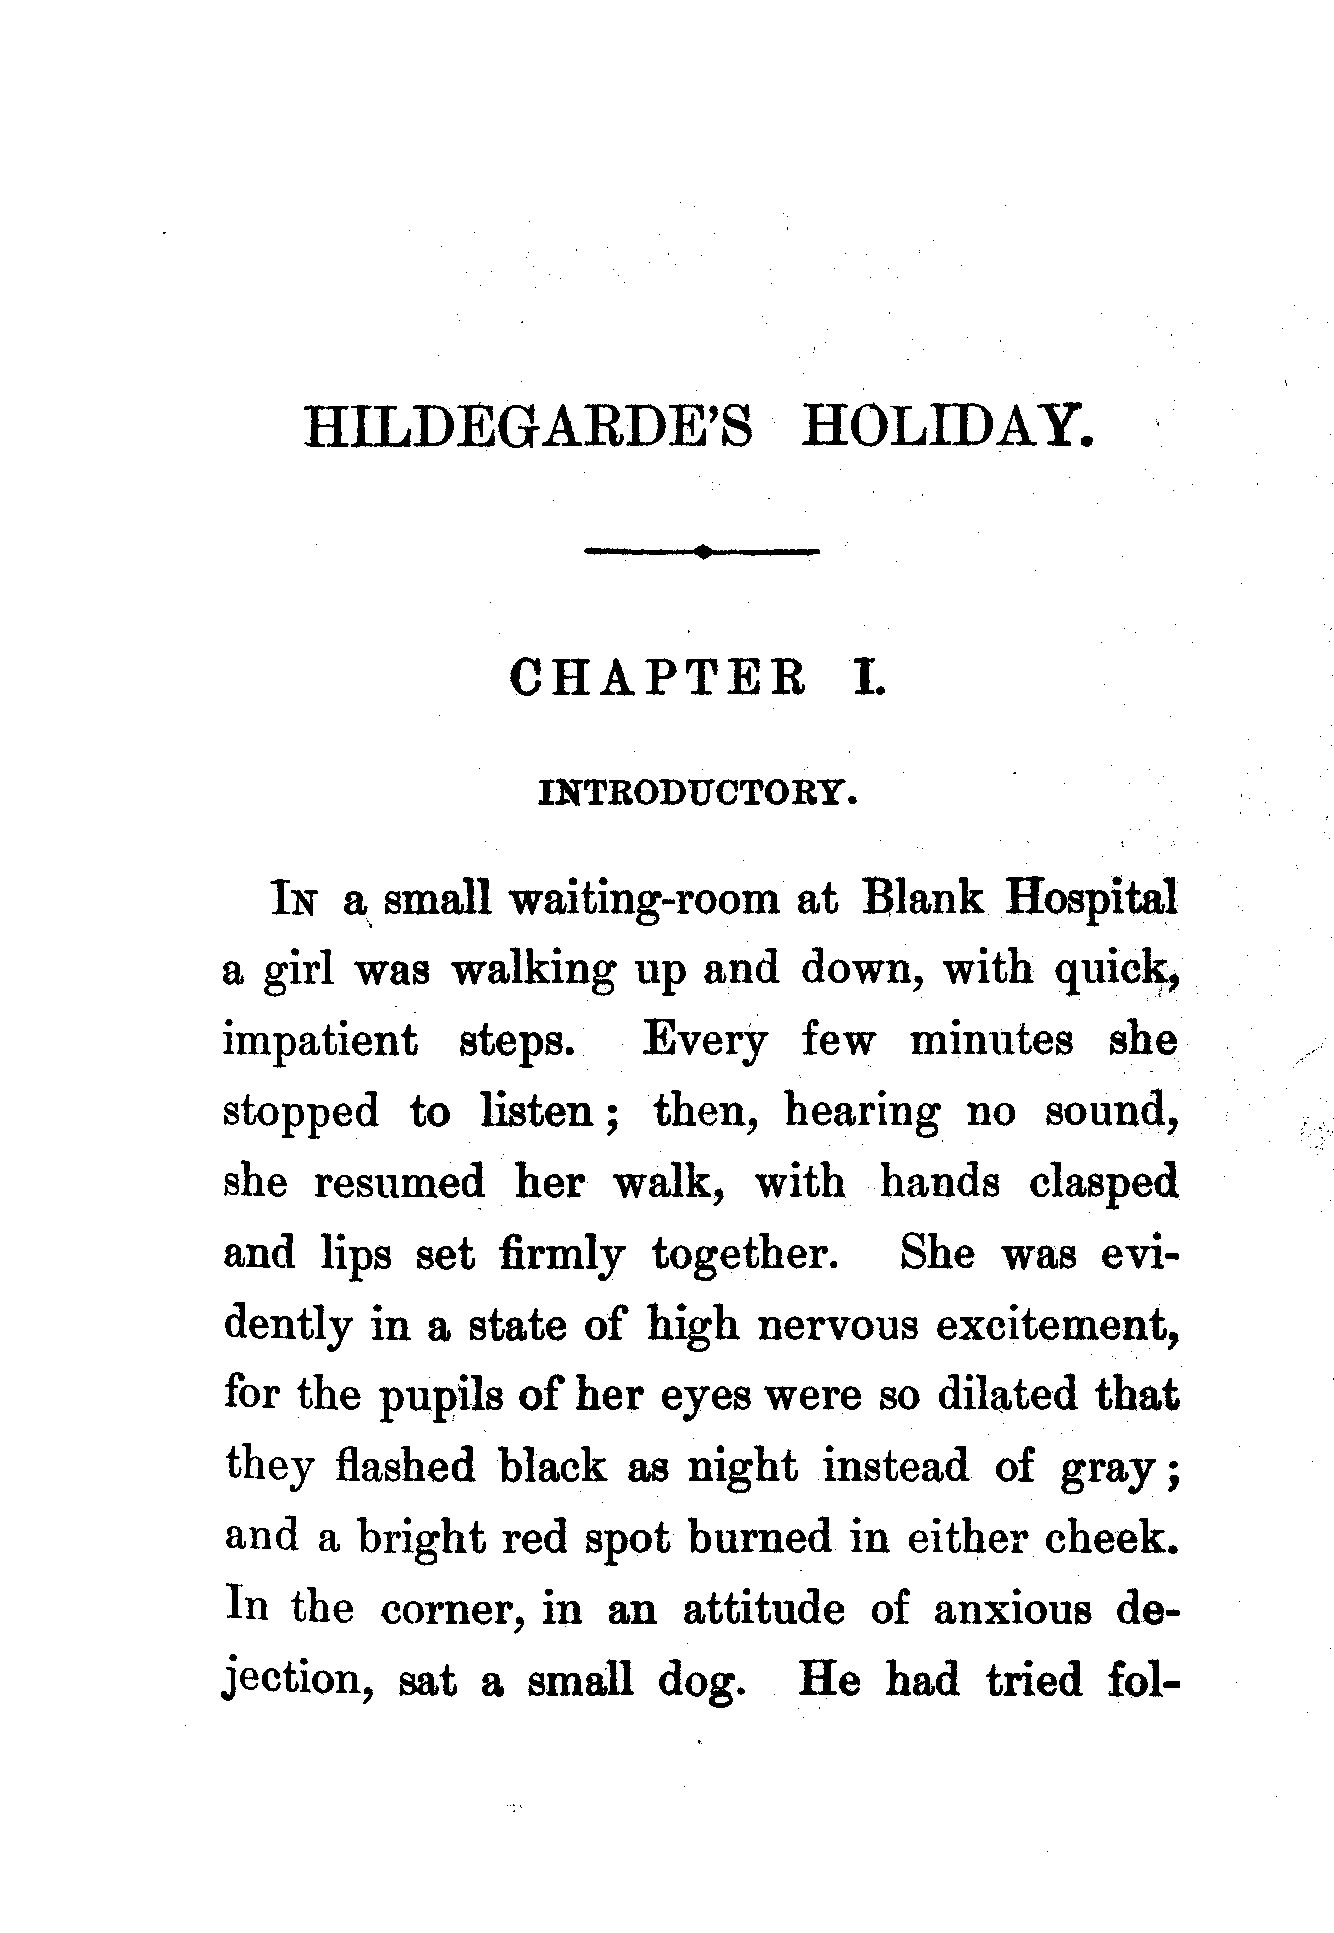 HILDEGARDE'S HOLIDAY.
CHAPTER I.
INTRODUCTORY.
IN a small waiting-room at Blank Hospital
a girl was walking up and down, with quick,
impatient steps. Every few minutes she
stopped to listen; then, hearing no sound,
she resumed her walk, with hands clasped
and lips set firmly together. She was evi-
dently in a state of high nervous excitement,
for the pupils of her eyes were so dilated that
they flashed black as night instead of gray;
and a bright red spot burned in either cheek.
In the corner, in an attitude of anxious de-
jection, sat a small dog. He had tried fol-